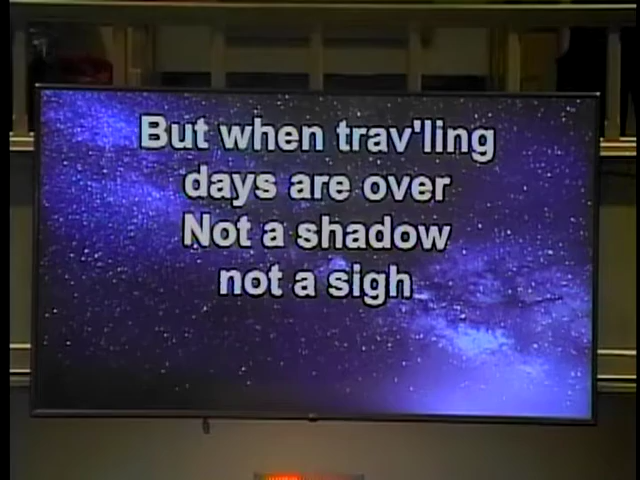 But when trav'ling
days are over
Not a shadow
not a sigh